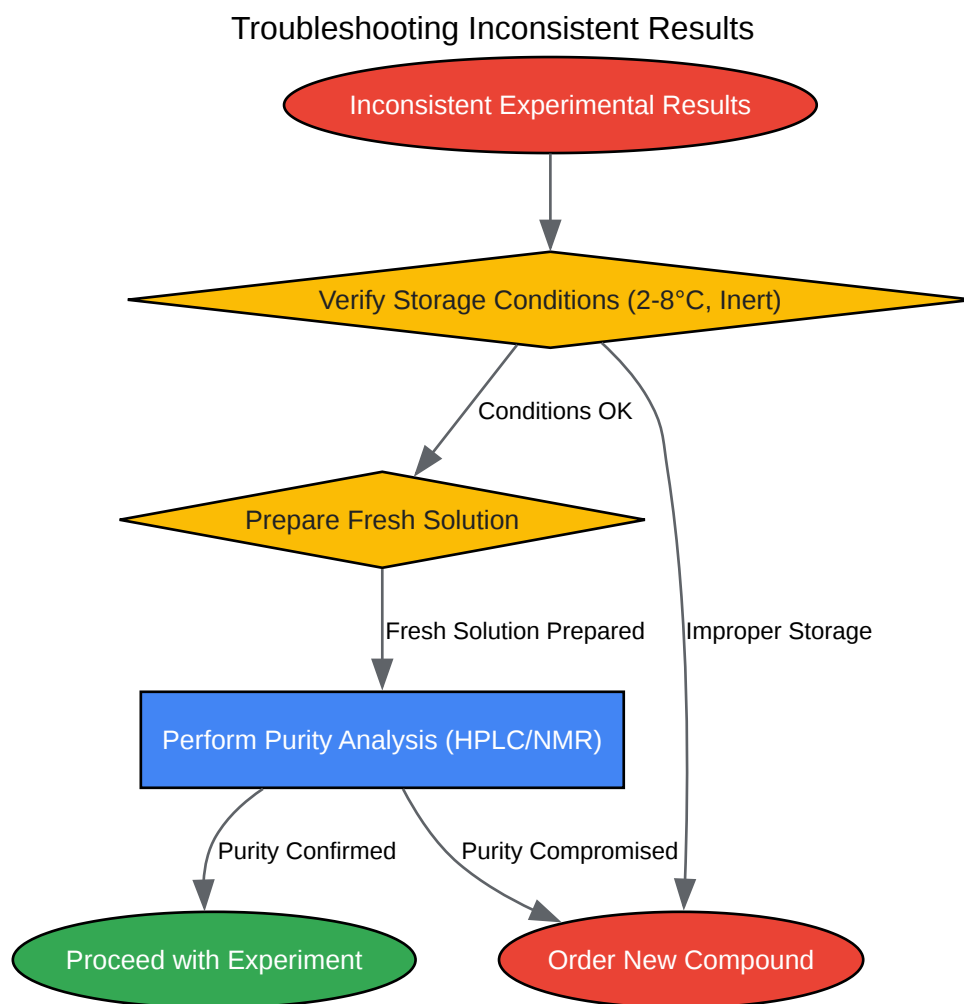 Troubleshooting Inconsistent Results
Inconsistent Experimental Results
Verify Storage Conditions (2-8°C, Inert)
Conditions OK
Prepare Fresh Solution
Fresh Solution Prepared
Improper Storage
Perform Purity Analysis (HPLC/NMR)
Purity Confirmed
Purity Compromised
Proceed with Experiment
Order New Compound